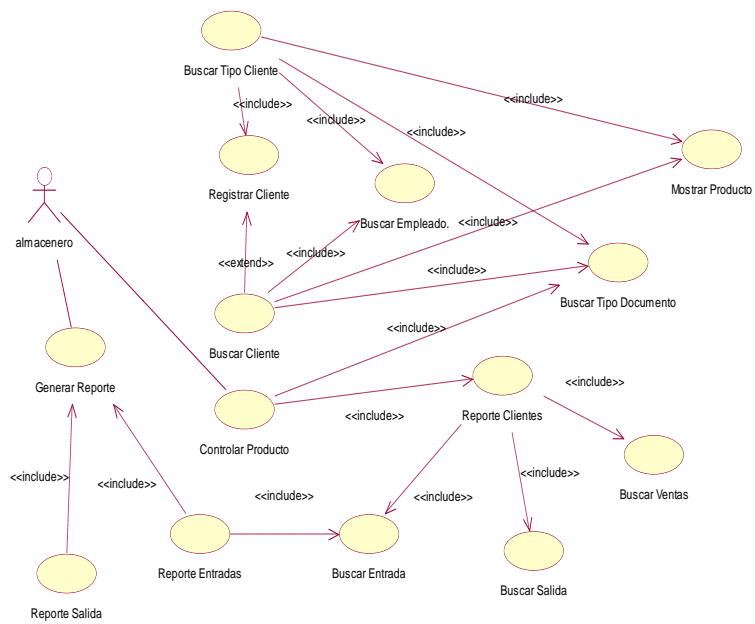 Buscar Tipo Cliente
<<include>>
<<include>>
<<include>>
<<include>>
Mostrar Producto
Registrar Cliente
Buscar Empleado.
<<include>>
almacenero
<<extend>>
<<include>>
<<include>>
Buscar Tipo Documento
<<include>>
Buscar Cliente
Generar Reporte
<<include>>
Reporte Clientes
<<include>>
Controlar Producto
<<include>>
<<include>>
<<include>>
<<include>>
<<include>>
Buscar Ventas
Reporte Entradas
Buscar Entrada
Buscar Salida
Reporte Salida